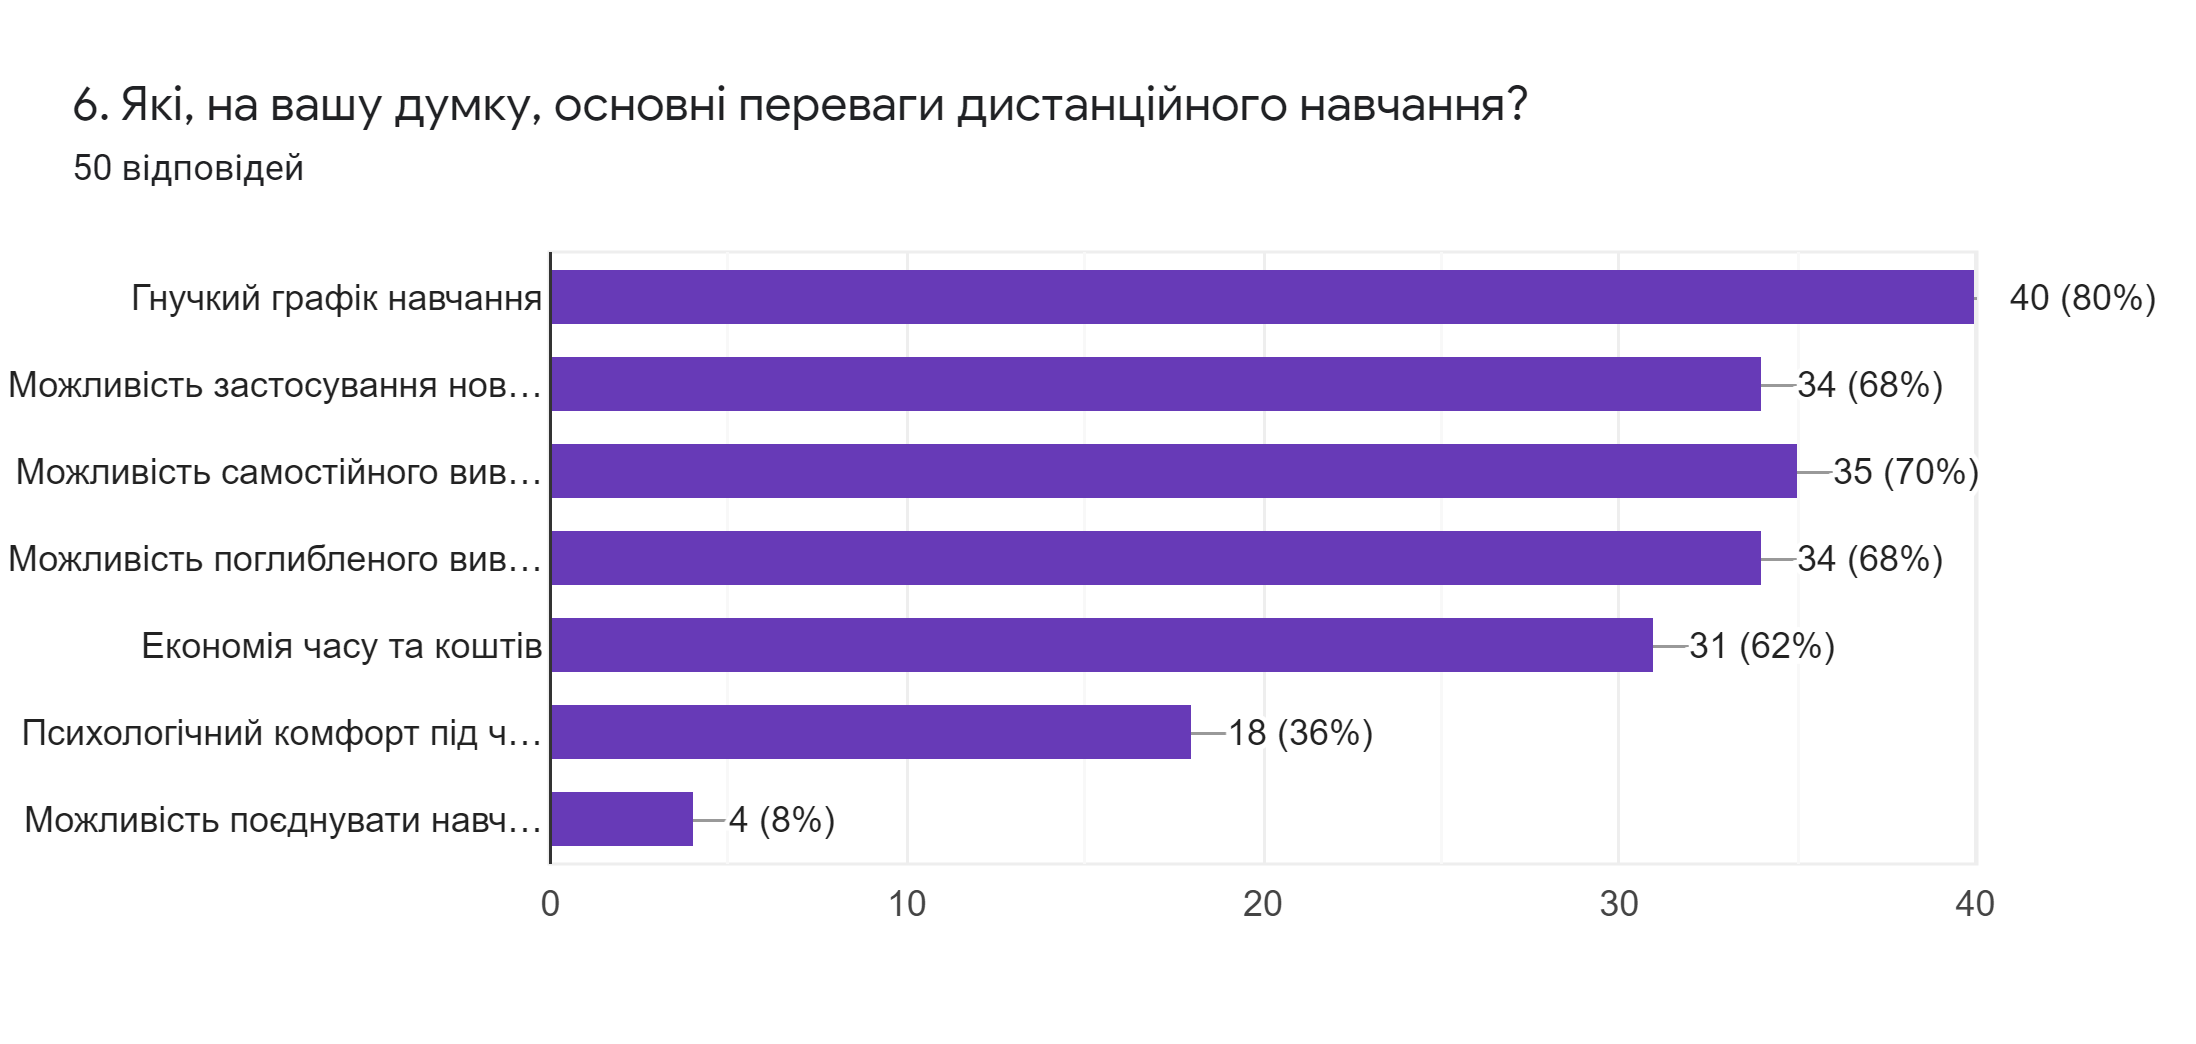 6. Які, на вашу думку, основні переваги дистанційного навчання?
50 відповідей
Гнучкий графік навчання 40 (80%)
Можливість застосування нов… 34 (68%)
Можливість самостійного вив… 35 (70%)
Можливість поглибленого вив… 34 (68%)
Економія часу та коштів 31 (62%)
Психологічний комфорт під ч… 18 (36%)
Можливість поєднувати навч… 4 (8%)
0 10 20 30 40